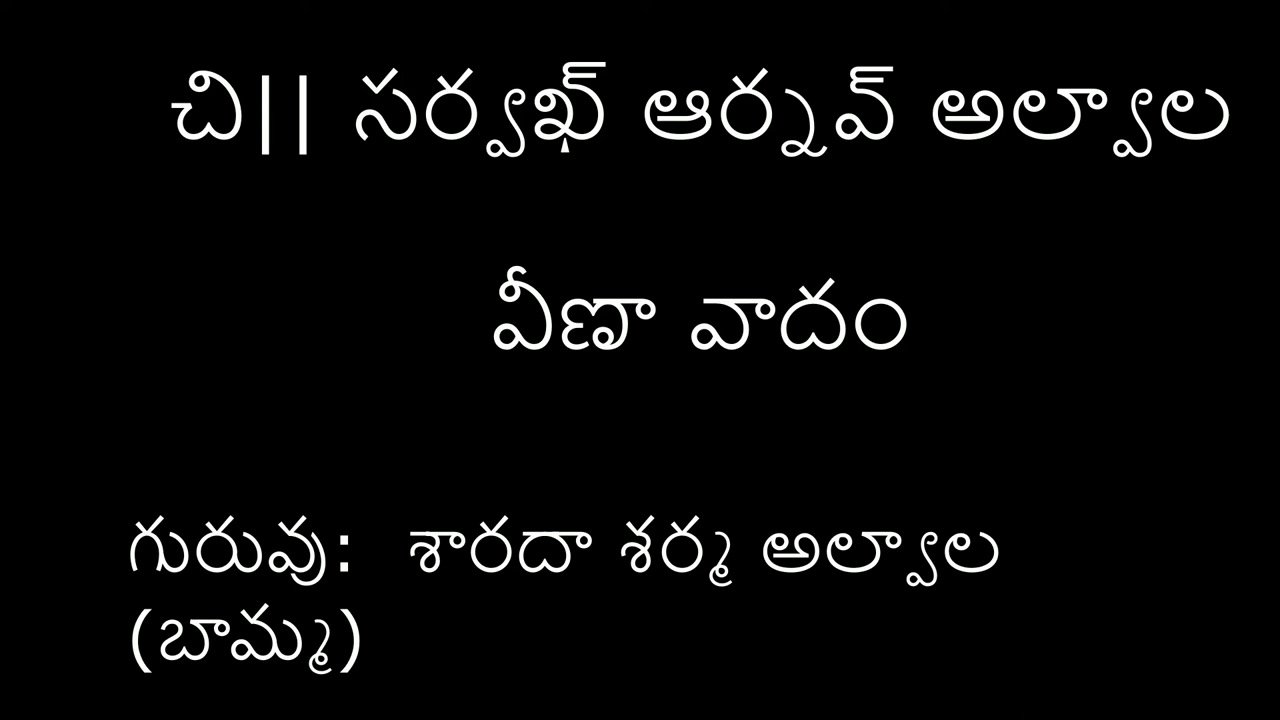 చి|| సర్వఖ్ ఆర్నవ్ అల్వాల
వీణా వాదం
గురువు: శారదా శర్మ అల్వాల
(బామ్మ)